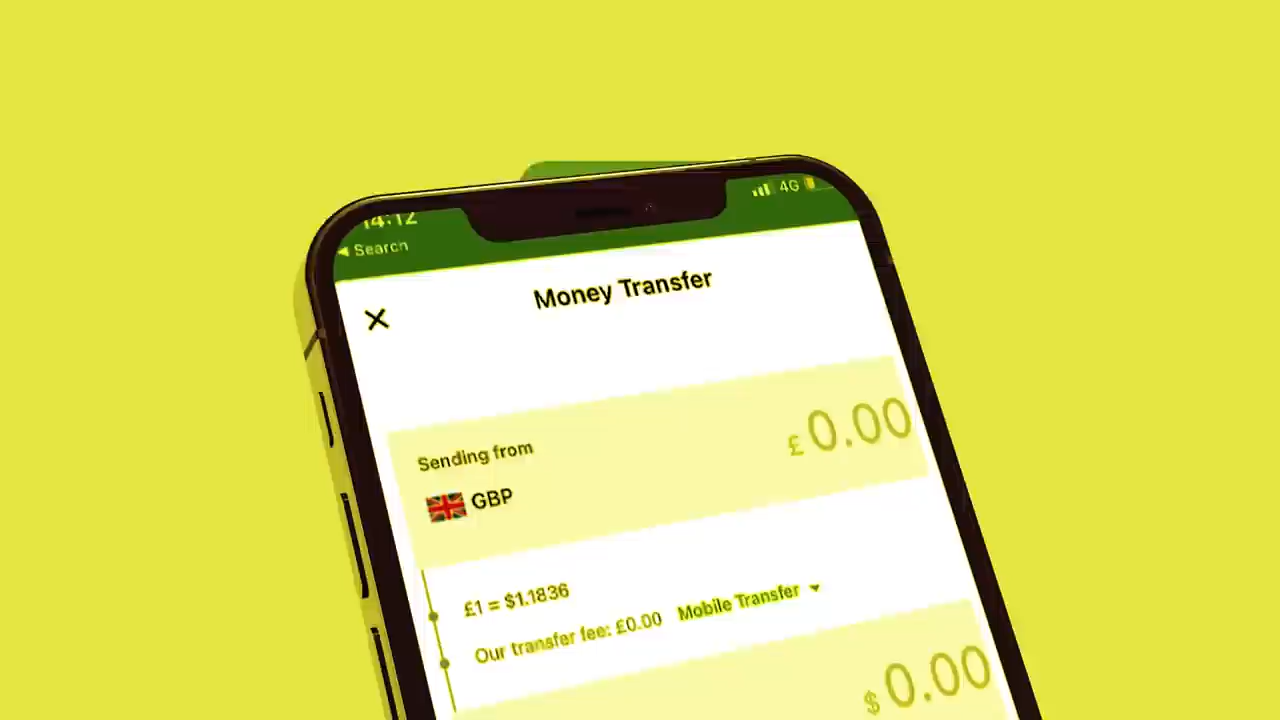 14:12
4G
◀ Search
Money Transfer
Sending from
£0.00
GBP
£1 = $1.1836
Our transfer fee: £0.00 Mobile Transfer
$0.00